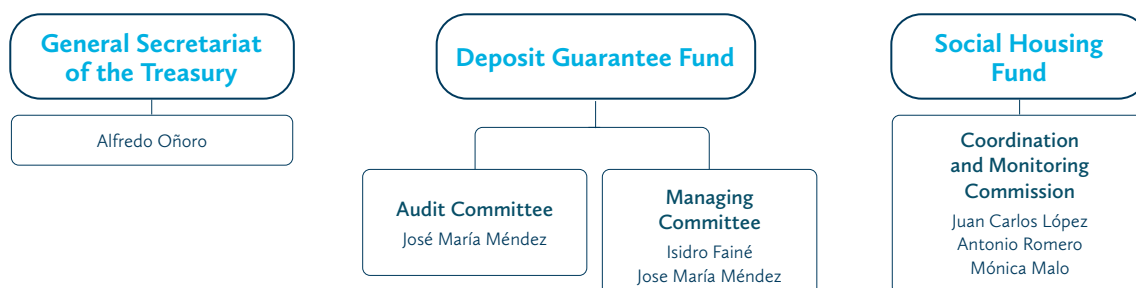 General Secretariat
of the Treasury
Alfredo Oñoro
Deposit Guarantee Fund
Audit Committee
José María Méndez
Managing
Committee
Isidro Fainé
Jose María Méndez
Social Housing
Fund
Coordination
and Monitoring
Commission
Juan Carlos López
Antonio Romero
Mónica Malo